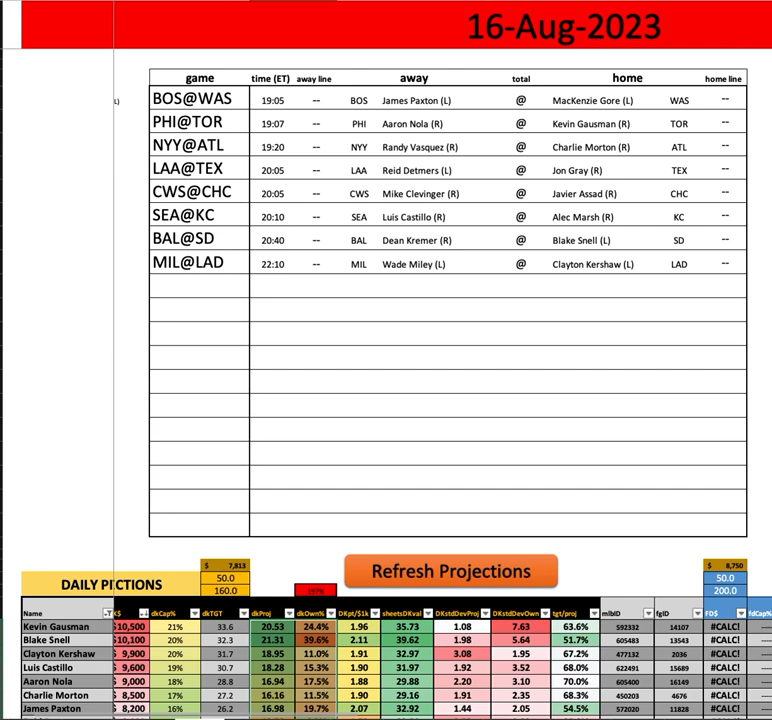 16-Aug-2023
game time (ET) away line away total home home line
L) BOS@WAS 19:05 -- BOS James Paxton (L) @ MacKenzie Gore (L) WAS --
PHI@TOR 19:07 -- PHI Aaron Nola (R) @ Kevin Gausman (R) TOR --
NYY@ATL 19:20 -- NYY Randy Vasquez (R) @ Charlie Morton (R) ATL --
LAA@TEX 20:05 -- LAA Reid Detmers (L) @ Jon Gray (R) TEX --
CWS@CHC 20:05 -- CWS Mike Clevinger (R) @ Javier Assad (R) CHC --
SEA@KC 20:10 -- SEA Luis Castillo (R) @ Alec Marsh (R) KC --
BAL@SD 20:40 -- BAL Dean Kremer (R) @ Blake Snell (L) SD --
MIL@LAD 22:10 -- MIL Wade Miley (L) @ Clayton Kershaw (L) LAD --
$ 7,813 $ 8,750
DAILY P ICTIONS 50.0 Refresh Projections 50.0
160.0 197% 200.0
Name K$ dkCap% dkTGT dkProj dkOwn% DKpt/$1k sheetsDKval DKstdDevProj DKstdDevOwn tgt/proj mlbID fgID FD$ fdCap%
Kevin Gausman $10,500 21% 33.6 20.53 24.4% 1.96 35.73 1.08 7.63 63.6% 592332 14107 #CALC!
Blake Snell $10,100 20% 32.3 21.31 39.6% 2.11 39.62 1.98 5.64 51.7% 605483 13543 #CALC!
Clayton Kershaw $ 9,900 20% 31.7 18.95 11.0% 1.91 32.97 3.08 1.95 67.2% 477132 2036 #CALC!
Luis Castillo $ 9,600 19% 30.7 18.28 15.3% 1.90 31.97 1.92 3.52 68.0% 622491 15689 #CALC!
Aaron Nola $ 9,000 18% 28.8 16.94 17.5% 1.88 29.88 2.20 3.10 70.0% 605400 16149 #CALC!
Charlie Morton $ 8,500 17% 27.2 16.16 11.5% 1.90 29.16 1.91 2.35 68.3% 450203 4676 #CALC!
James Paxton $ 8,200 16% 26.2 16.98 19.7% 2.07 32.92 1.44 2.05 54.5% 572020 11828 #CALC!